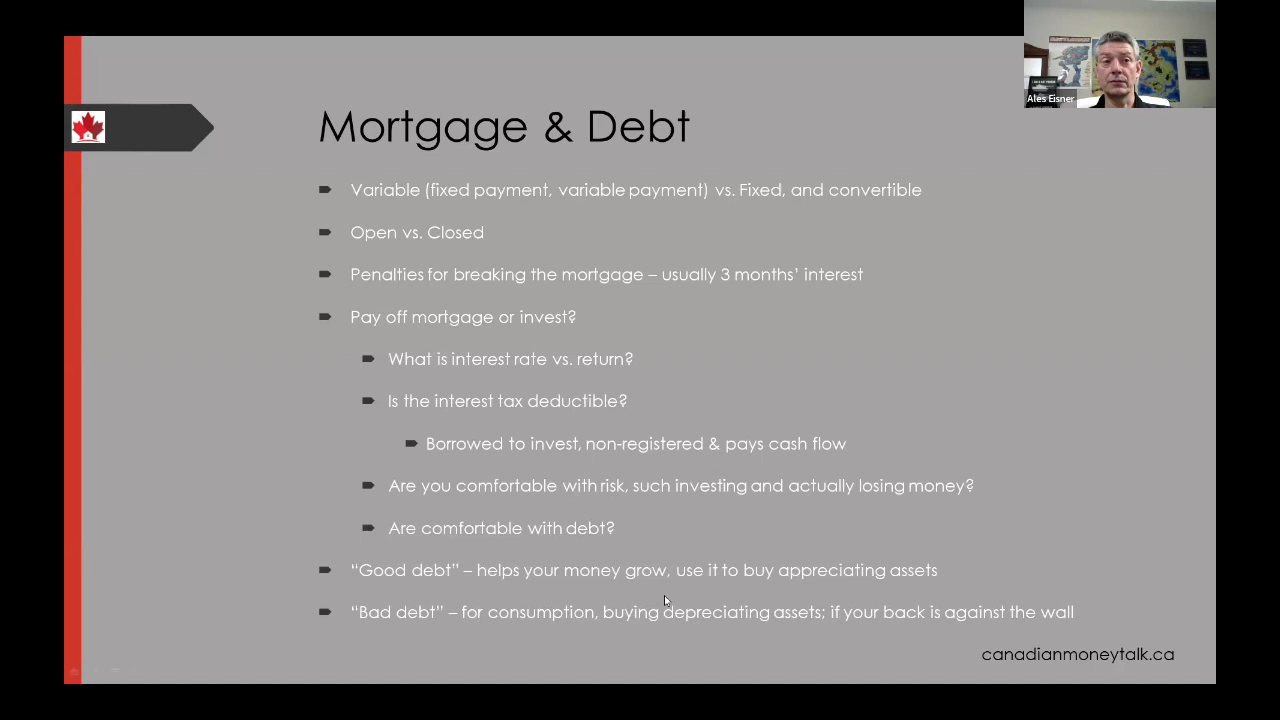 Ales Eisner
Mortgage & Debt
Variable (fixed payment, variable payment) vs. Fixed, and convertible
Open vs. Closed
Penalties for breaking the mortgage – usually 3 months' interest
Pay off mortgage or invest?
What is interest rate vs. return?
Is the interest tax deductible?
Borrowed to invest, non-registered & pays cash flow
Are you comfortable with risk, such investing and actually losing money?
Are comfortable with debt?
“Good debt” – helps your money grow, use it to buy appreciating assets
“Bad debt” – for consumption, buying depreciating assets; if your back is against the wall
canadianmoneytalk.ca